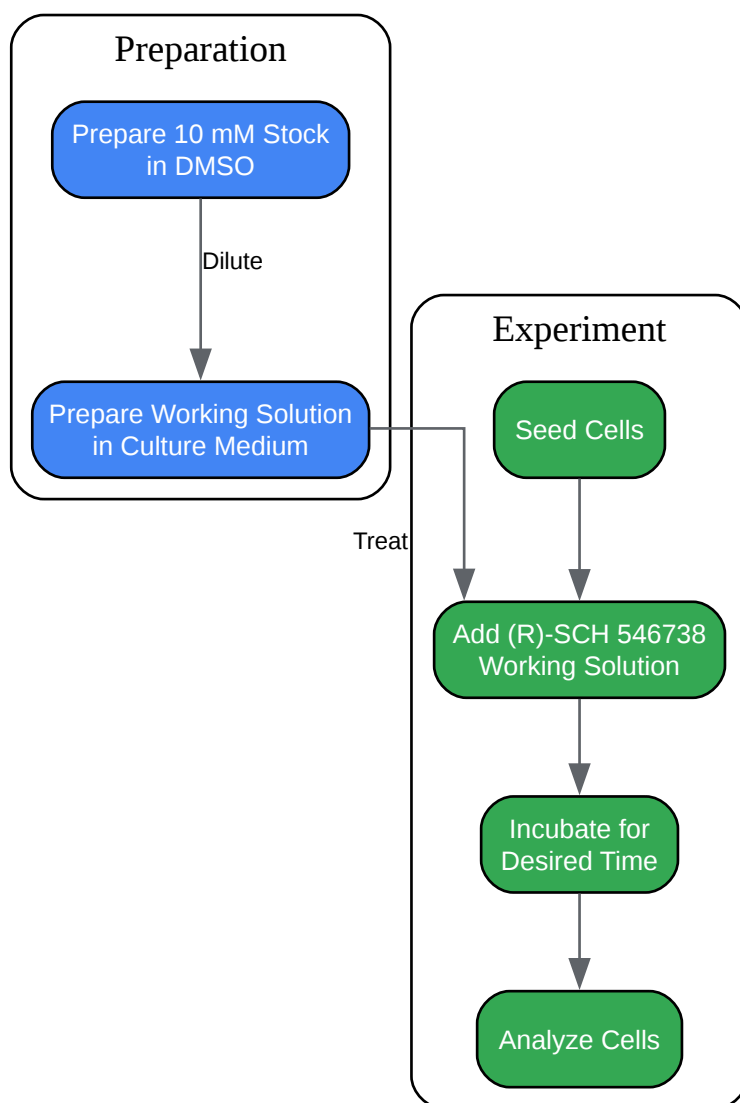 Preparation
Prepare 10 mM Stock
in DMSO
Dilute
Prepare Working Solution
in Culture Medium
Treat
Experiment
Seed Cells
Add (R)-SCH 546738
Working Solution
Incubate for
Desired Time
Analyze Cells